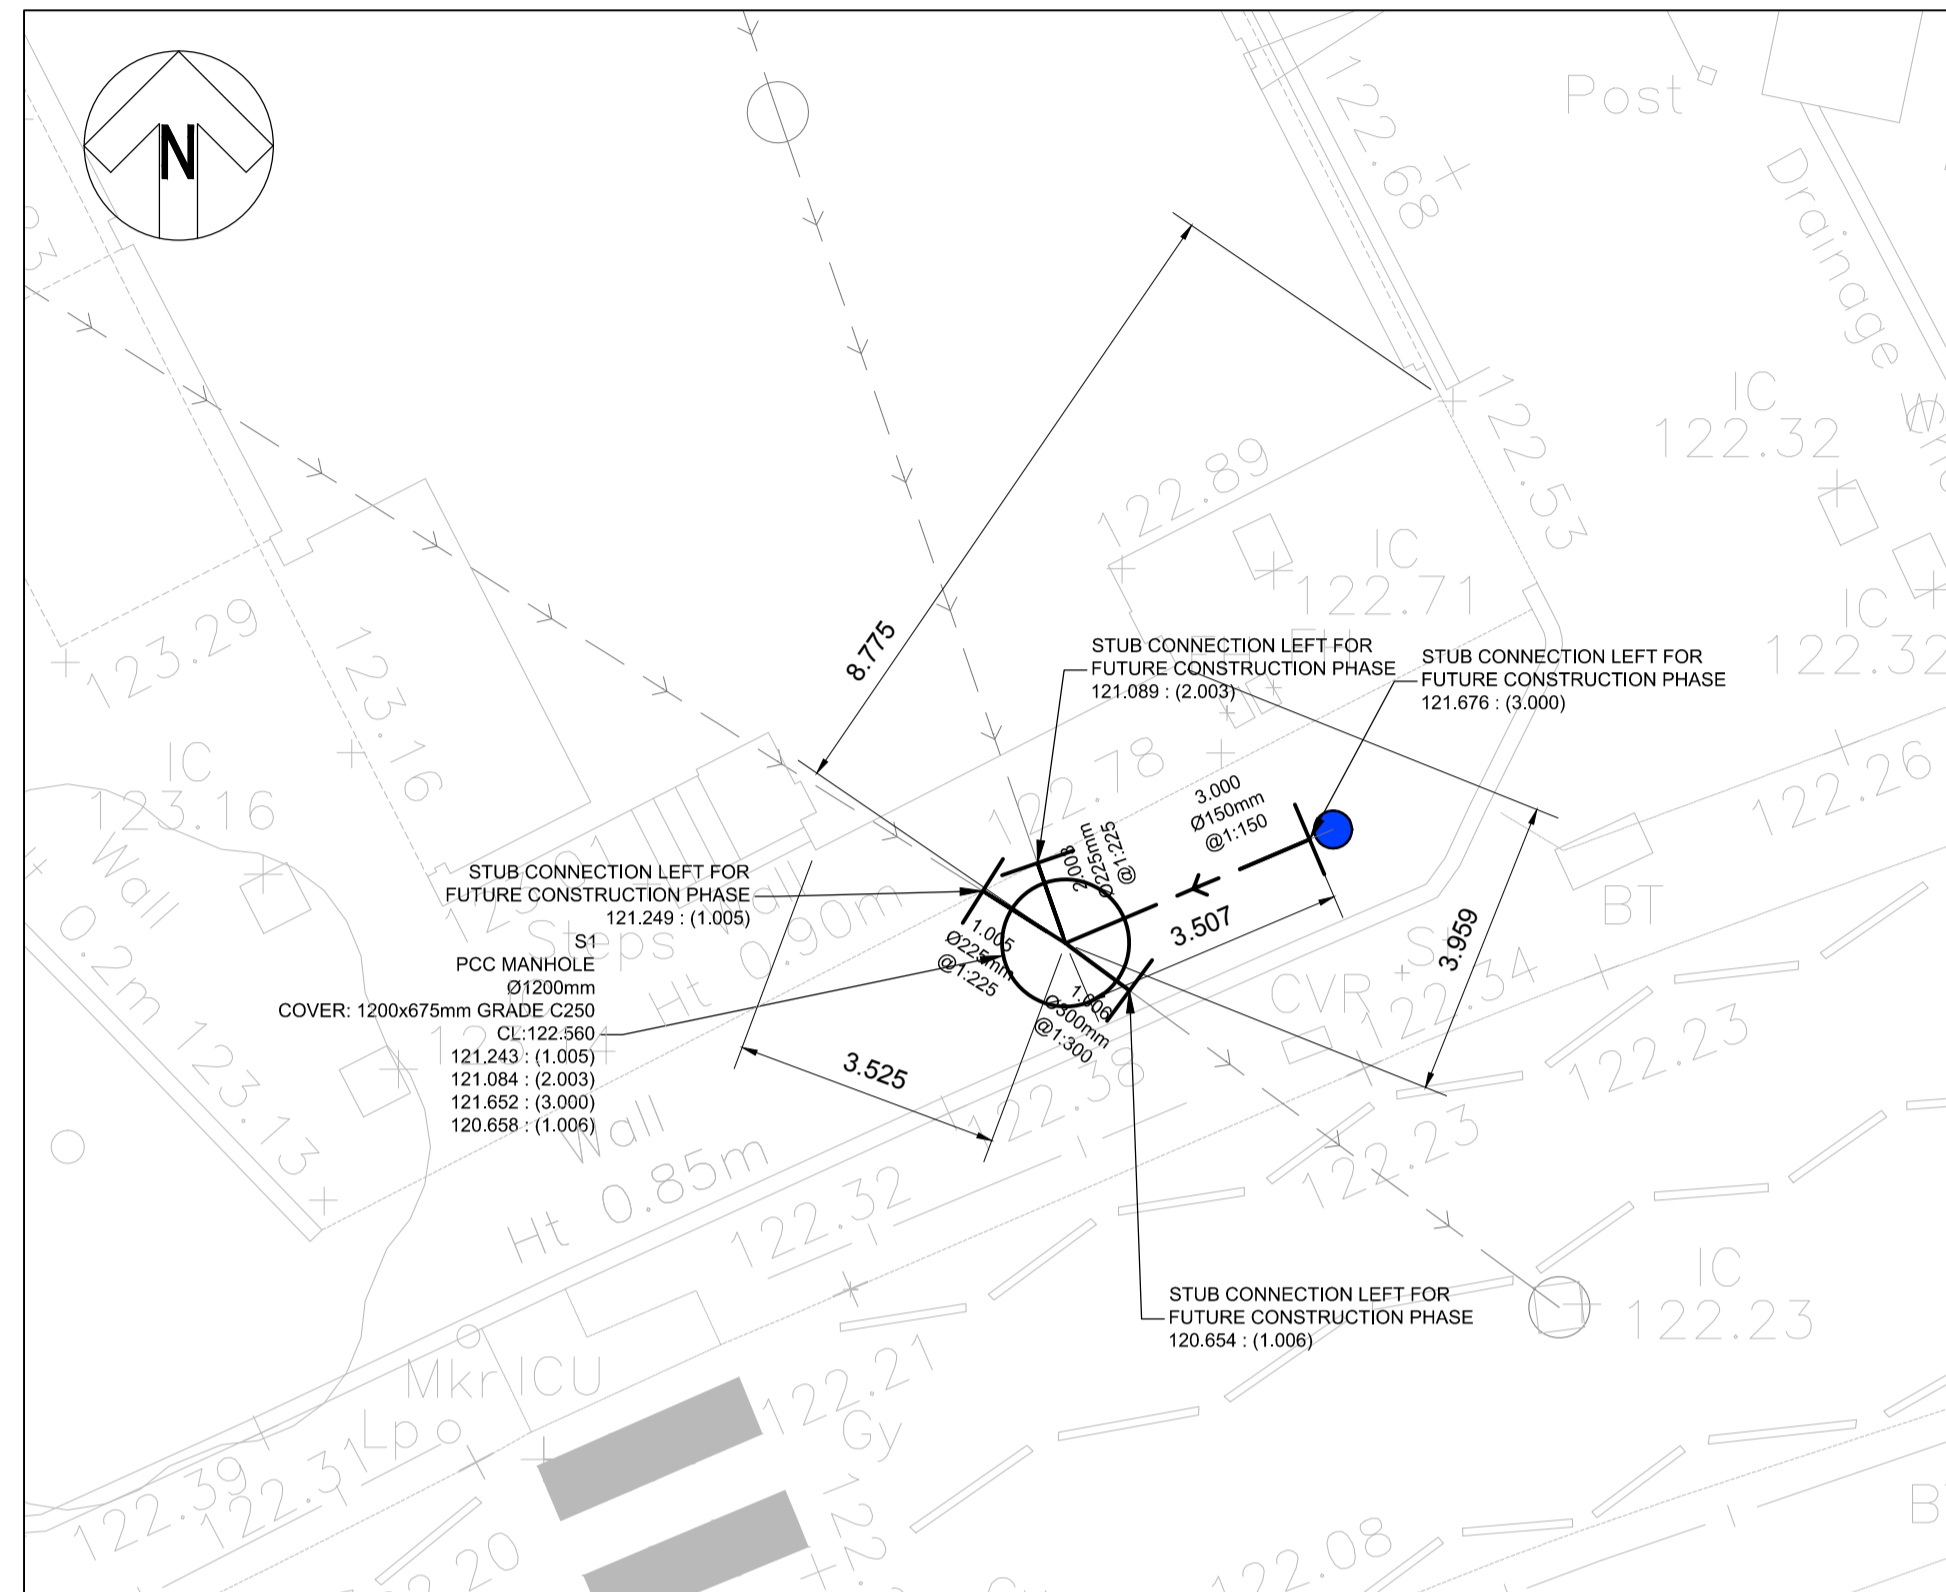 N
Post
122.68
Drainage
IC
122.32
122.53
122.89
IC
122.71
IC
122.32
123.29
123.16
8.775
STUB CONNECTION LEFT FOR
FUTURE CONSTRUCTION PHASE
121.089 : (2.003)
STUB CONNECTION LEFT FOR
FUTURE CONSTRUCTION PHASE
121.676 : (3.000)
IC
123.16
122.78
122.26
3.000
Ø150mm
@1:150
2.003
Ø225mm
@1:225
STUB CONNECTION LEFT FOR
FUTURE CONSTRUCTION PHASE
121.249 : (1.005)
Wall
0.2m
123.13
Steps
Wall
Ht 0.90m
BT
3.507
3.959
1.005
Ø225mm
@1:225
S1
PCC MANHOLE
Ø1200mm
COVER: 1200x675mm GRADE C250
CL:122.560
121.243 : (1.005)
121.084 : (2.003)
121.652 : (3.000)
120.658 : (1.006)
1.006
Ø300mm
@1:300
CVR
122.34
122.23
3.525
122.38
122.23
Wall
Ht 0.85m
122.32
IC
122.23
STUB CONNECTION LEFT FOR
FUTURE CONSTRUCTION PHASE
120.654 : (1.006)
Mkr
ICU
Lp
122.21
Gy
122.39
122.31
122.08